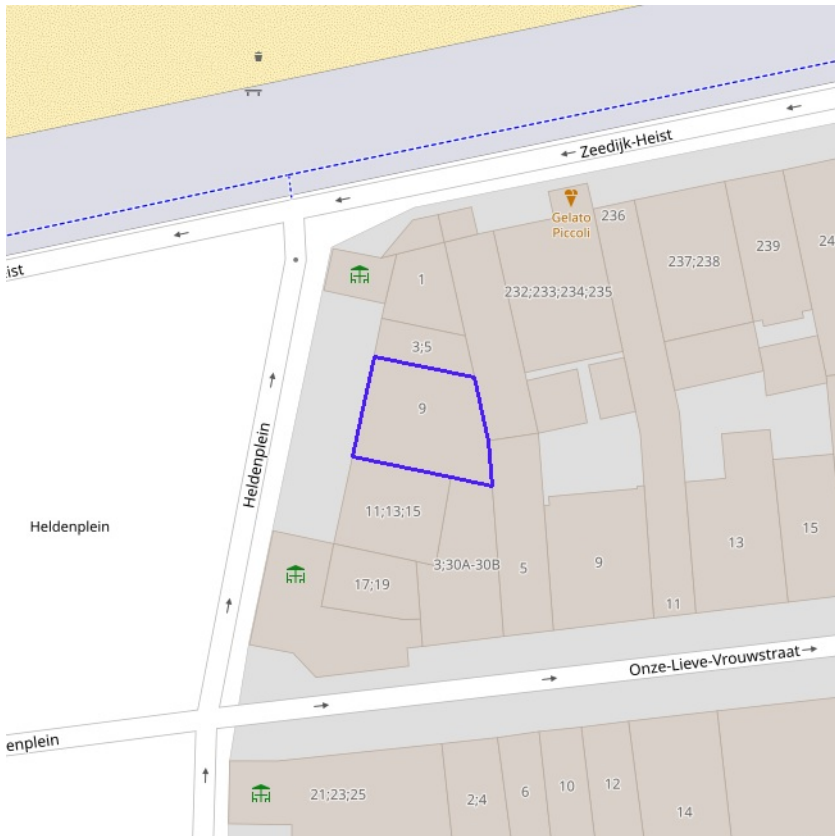 ← Zeedijk-Heist
Gelato
Piccoli
236
ist
1
232;233;234;235
237;238
239
24
3;5
9
Heldenplein
Heldenplein
11;13;15
17;19
3;30A-30B
5
9
11
13
15
Onze-Lieve-Vrouwstraat→
enplein
21;23;25
2;4
6
10
12
14